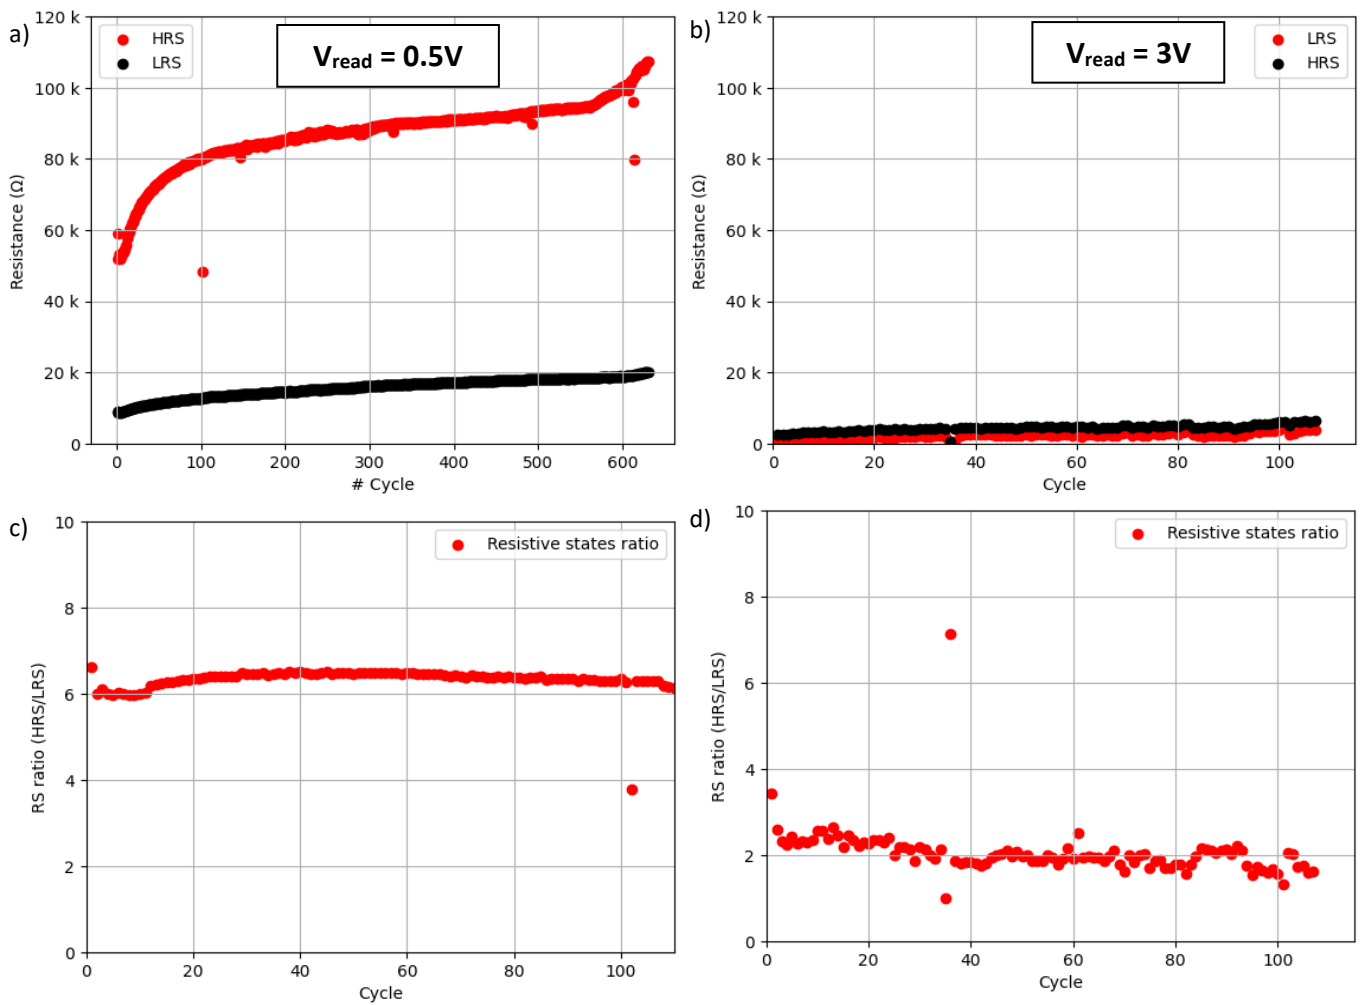 a)
120 k
100 k
80 k
60 k
40 k
20 k
0
Resistance (Ω)
HRS
LRS
Vread = 0.5V
0 100 200 300 400 500 600
# Cycle
b)
120 k
100 k
80 k
60 k
40 k
20 k
0
Resistance (Ω)
Vread = 3V
LRS
HRS
0 20 40 60 80 100
Cycle
c)
10
8
6
4
2
0
RS ratio (HRS/LRS)
Resistive states ratio
0 20 40 60 80 100
Cycle
d)
10
8
6
4
2
0
RS ratio (HRS/LRS)
Resistive states ratio
0 20 40 60 80 100
Cycle